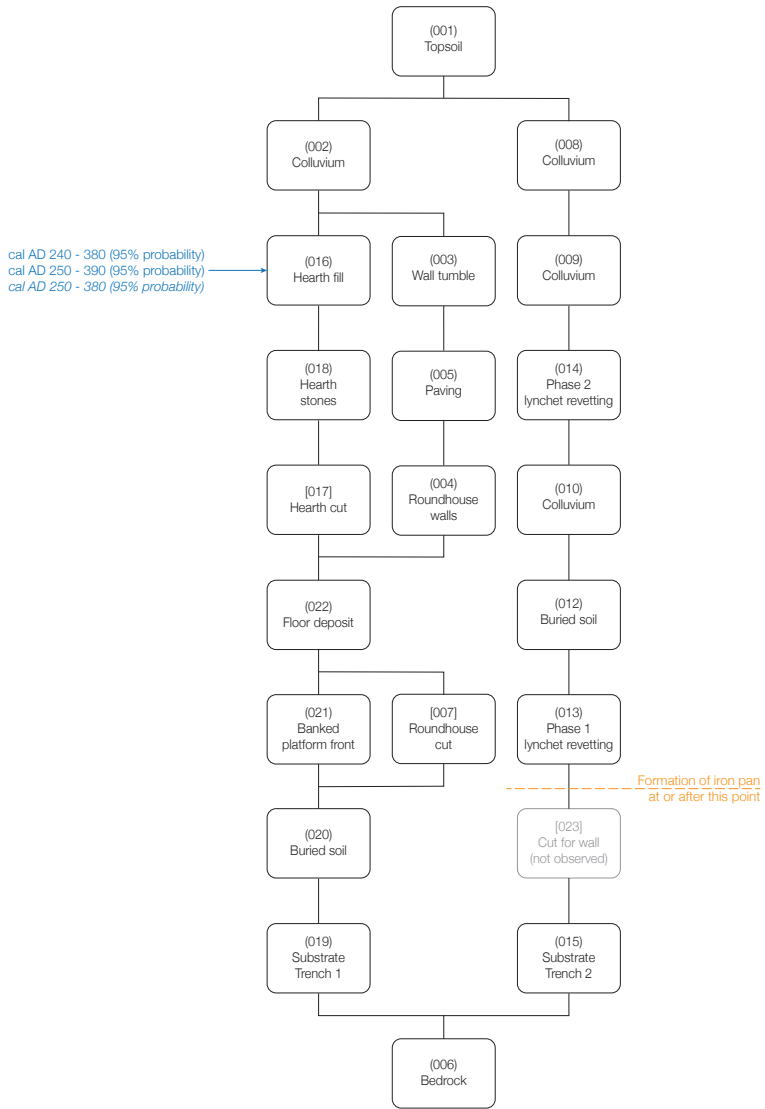 (001)
Topsoil
(002)
Colluvium
(008)
Colluvium
cal AD 240 - 380 (95% probability)
cal AD 250 - 390 (95% probability)
cal AD 250 - 380 (95% probability)
(016)
Hearth fill
(003)
Wall tumble
(009)
Colluvium
(018)
Hearth
stones
(005)
Paving
(014)
Phase 2
lynchet revetting
[017]
Hearth cut
(004)
Roundhouse
walls
(010)
Colluvium
(022)
Floor deposit
(012)
Buried soil
(021)
Banked
platform front
[007]
Roundhouse
cut
(013)
Phase 1
lynchet revetting
Formation of iron pan
at or after this point
(020)
Buried soil
[023]
Cut for wall
(not observed)
(019)
Substrate
Trench 1
(015)
Substrate
Trench 2
(006)
Bedrock